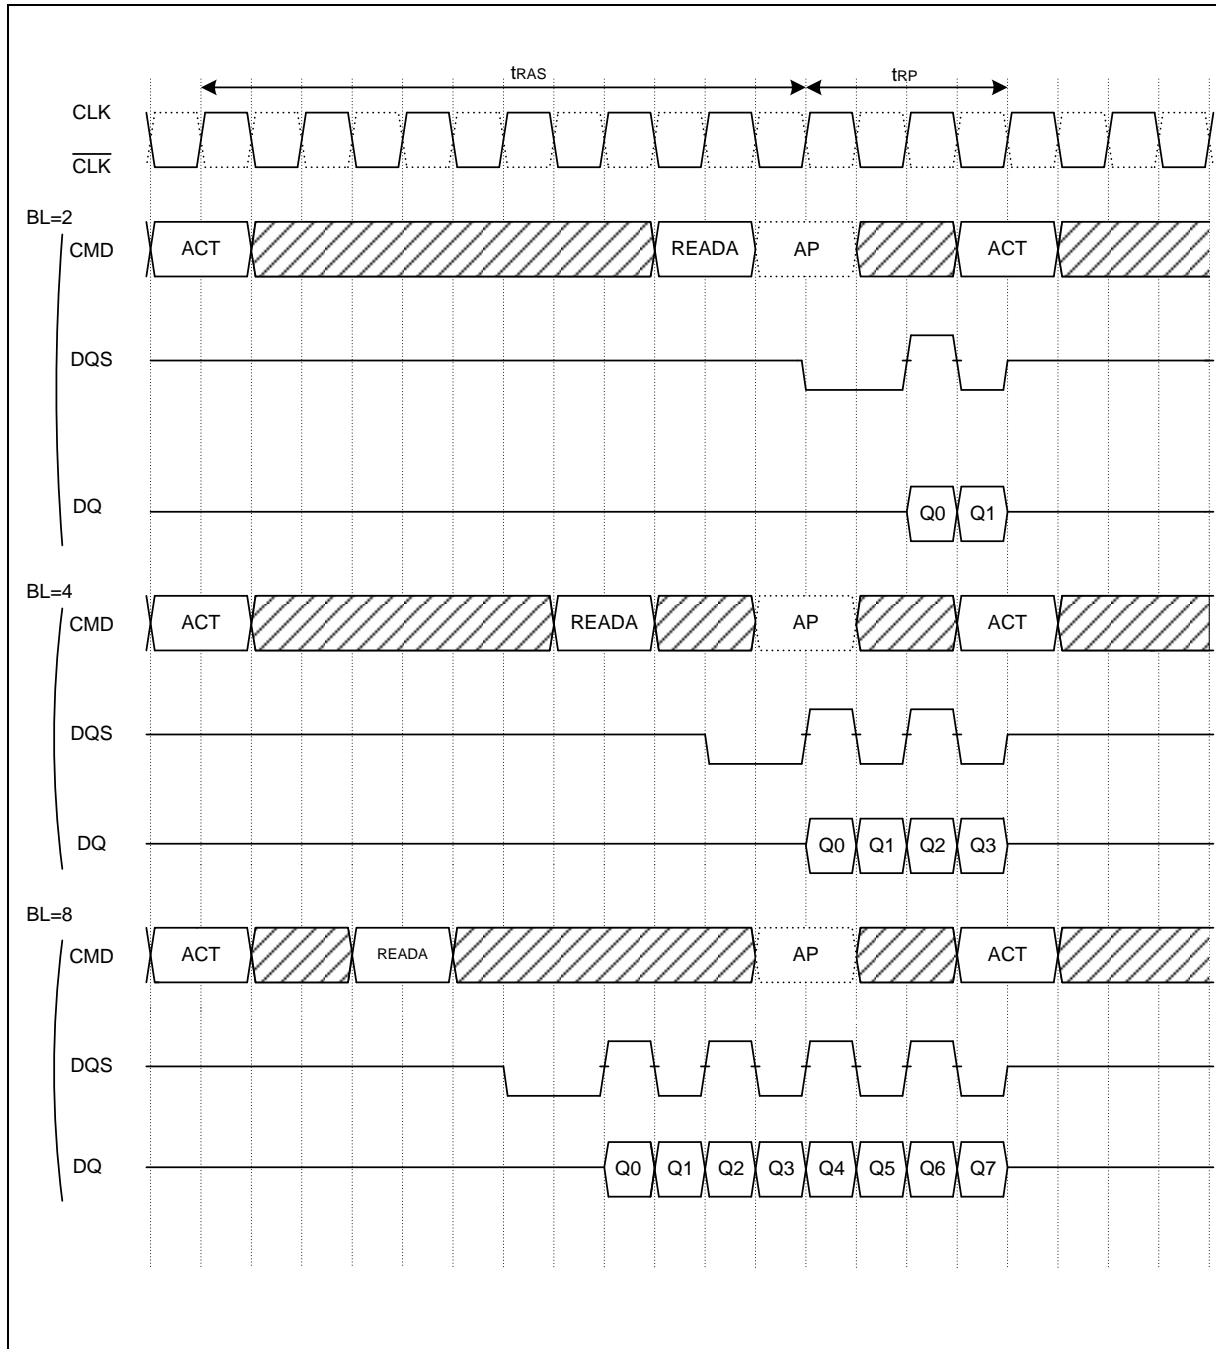 tRAS tRP
CLK
CLK
BL=2
CMD ACT READA AP ACT
DQS
DQ Q0 Q1
BL=4
CMD ACT READA AP ACT
DQS
DQ Q0 Q1 Q2 Q3
BL=8
CMD ACT READA AP ACT
DQS
DQ Q0 Q1 Q2 Q3 Q4 Q5 Q6 Q7